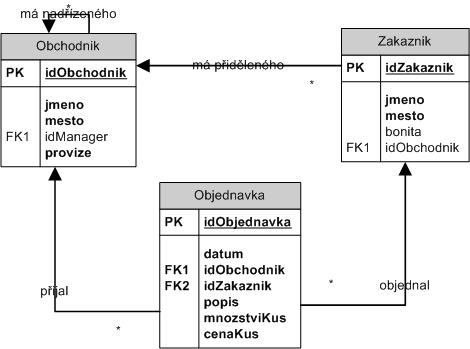 má nadřízeného
*
Obchodnik
PK idObchodnik
jmeno
mesto
FK1 idManager
provize
má přiděleného
*
Zakaznik
PK idZakaznik
jmeno
mesto
bonita
FK1 idObchodnik
Objednavka
PK idObjednavka
datum
FK1 idObchodnik
FK2 idZakaznik
popis
mnozstviKus
cenaKus
přijal
*
*
objednal